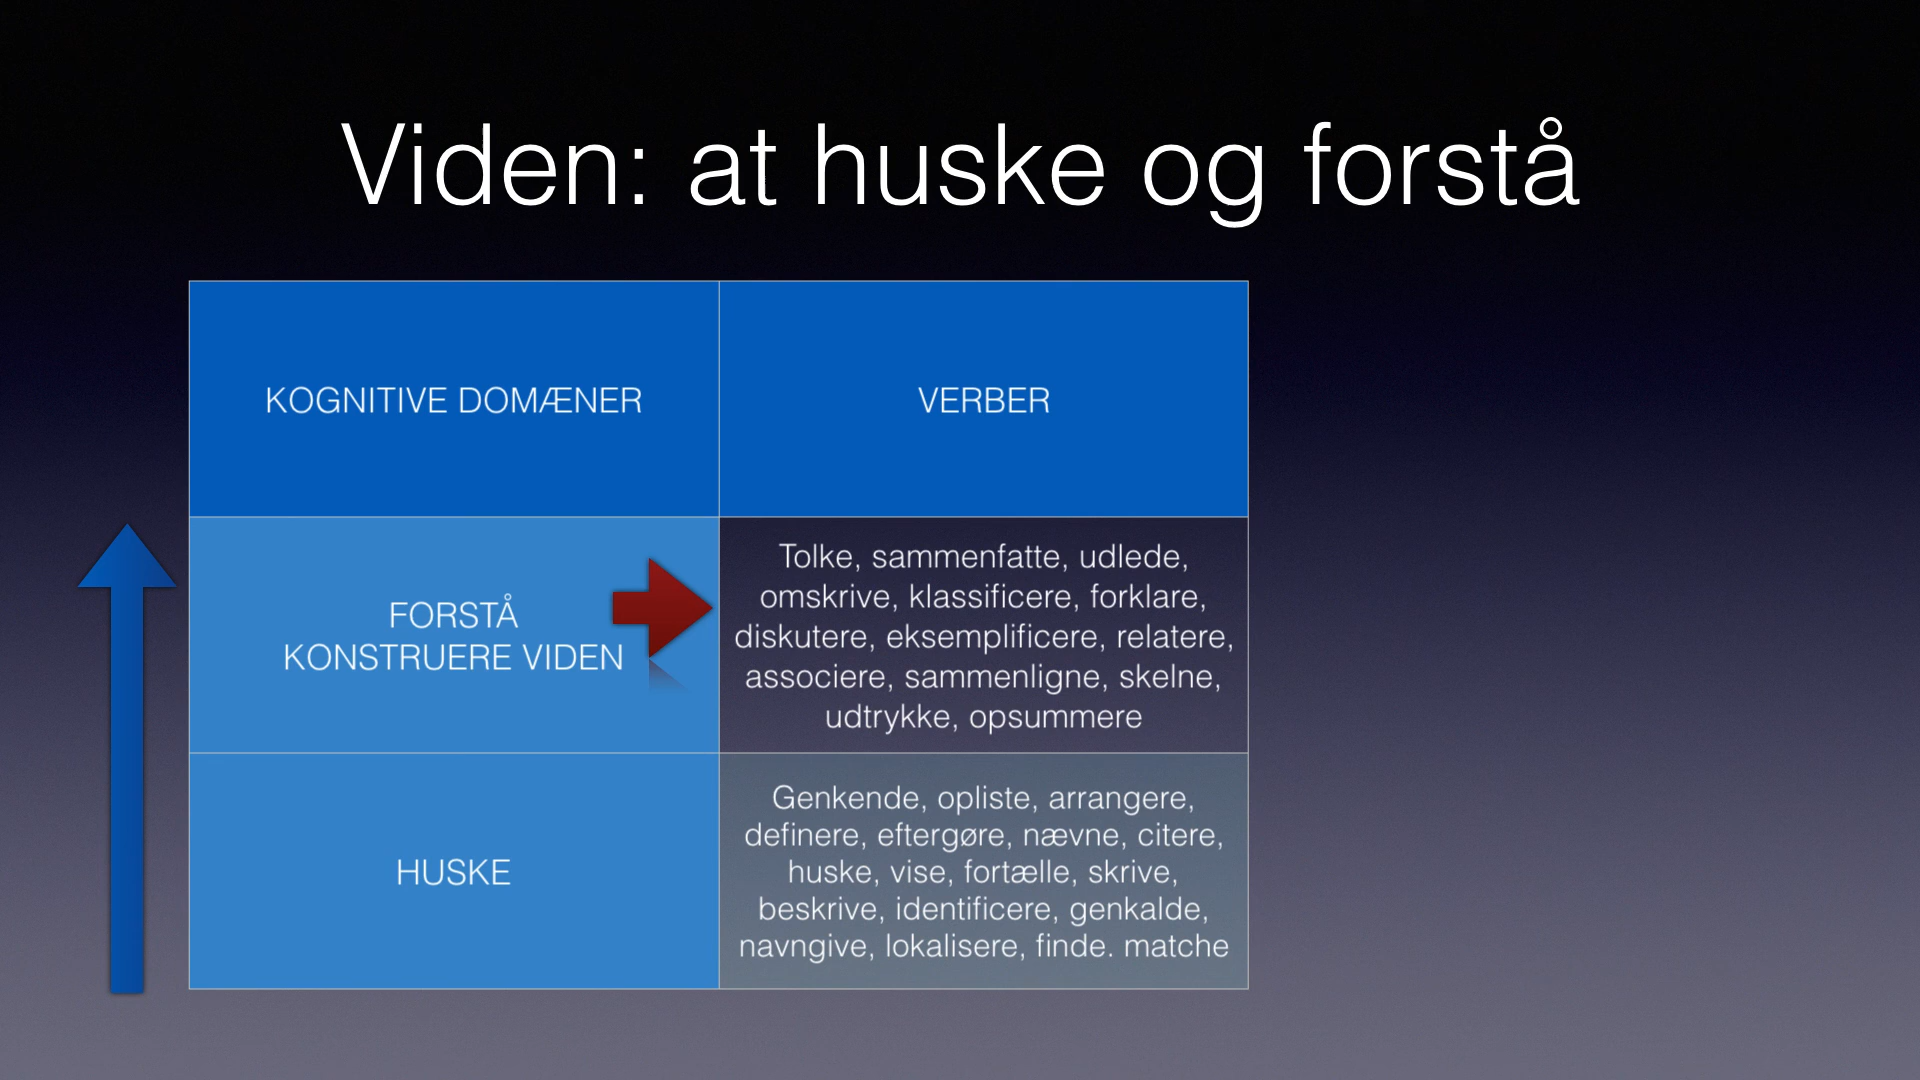 Viden: at huske og forstå
KOGNITIVE DOMÆNER
VERBER
FORSTÅ
KONSTRUERE VIDEN
Tolke, sammenfatte, udlede,
omskrive, klassificere, forklare,
diskutere, eksemplificere, relatere,
associere, sammenligne, skelne,
udtrykke, opsummere
HUSKE
Genkende, opliste, arrangere,
definere, eftergøre, nævne, citere,
huske, vise, fortælle, skrive,
beskrive, identificere, genkalde,
navngive, lokalisere, finde. matche